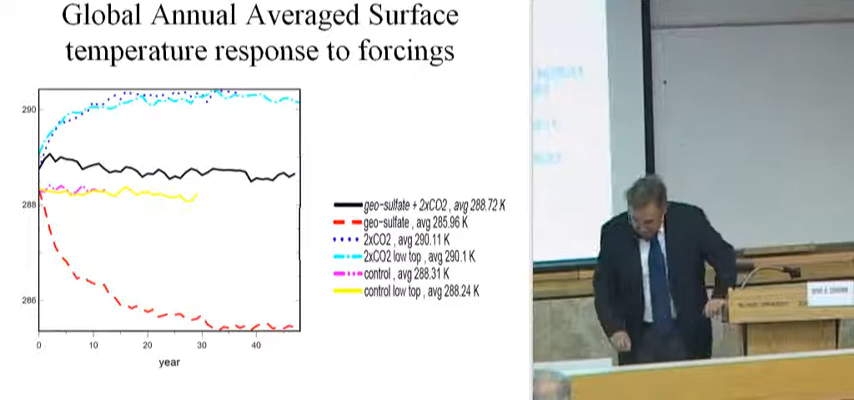 Global Annual Averaged Surface
temperature response to forcings
290
288
286
0 10 20 30 40
year
geo-sulfate + 2xCO2 , avg 288.72 K
geo-sulfate , avg 285.96 K
2xCO2 , avg 290.11 K
2xCO2 low top , avg 290.1 K
control , avg 288.31 K
control low top , avg 288.24 K